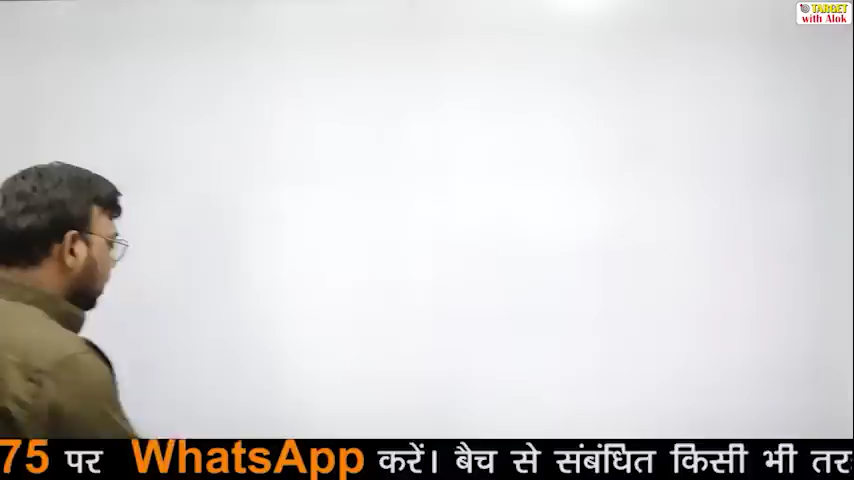 TARGET
with Alok
75 पर WhatsApp करें। बैच से संबंधित किसी भी तर